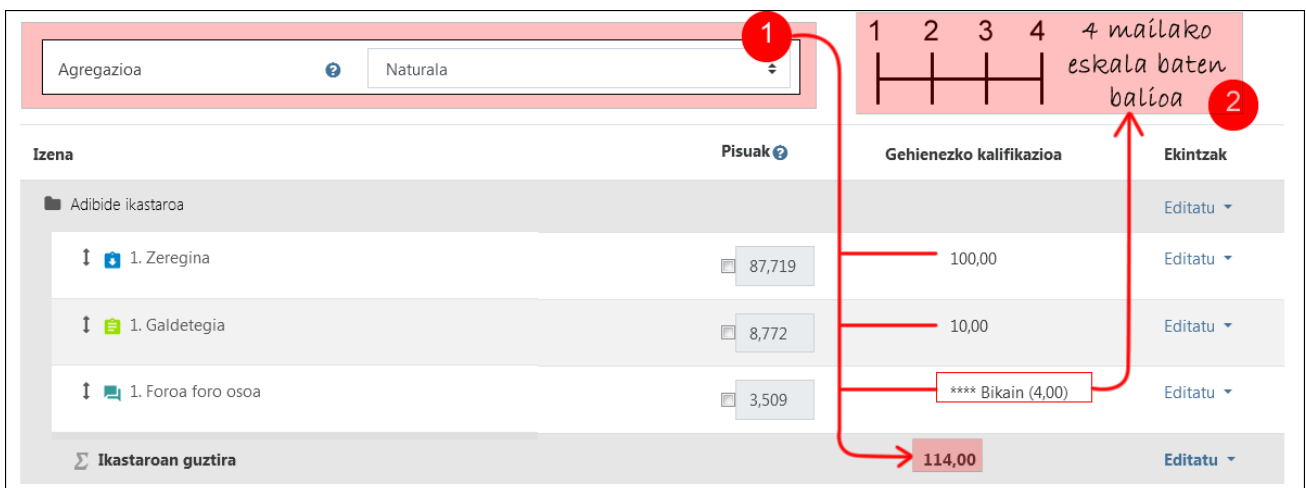 Agregazioa Naturala
1
1 2 3 4
4 mailako
eskala baten
balioa
2
Izena Pisuak Gehienezko kalifikazioa Ekintzak
Adibide ikastaroa Editatu
1. Zeregina 87,719 100,00 Editatu
1. Galdetegia 8,772 10,00 Editatu
1. Foroa foro osoa 3,509 **** Bikain (4,00) Editatu
∑ Ikastaroan guztira 114,00 Editatu